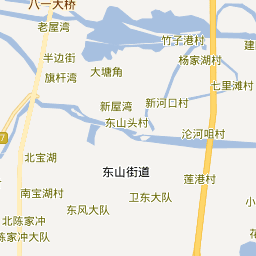 八一大桥
老屋湾
竹子港村
建
半边街
杨家湖村
大塘角
旗杆湾
七里滩村
新屋湾
新河口村
东山头村
沦河咀村
7
北宝湖
东山街道
莲港村
南宝湖村
卫东大队
小
东风大队
北陈家冲
陈家冲大队
花